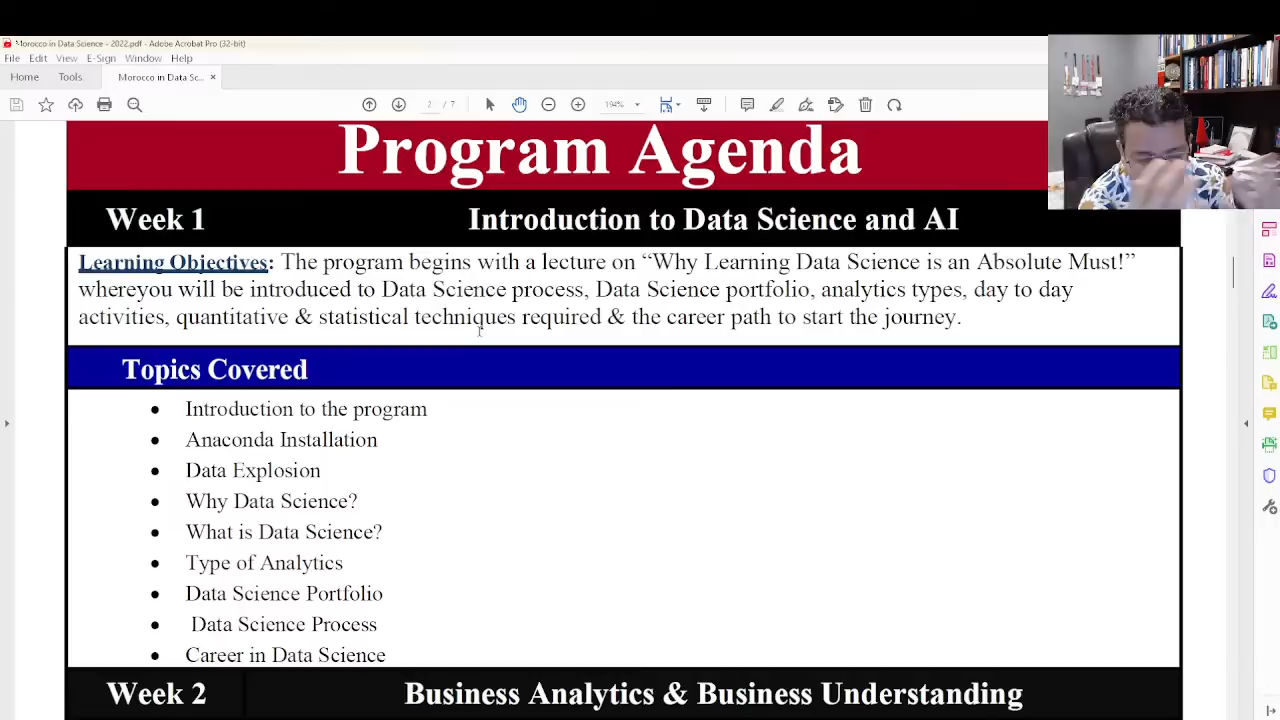 Morocco in Data Science - 2022.pdf - Adobe Acrobat Pro (32-bit)
File Edit View E-Sign Window Help
Home Tools Morocco in Data Sc... ×
2 / 7 194%
Program Agenda
Week 1 Introduction to Data Science and AI
Learning Objectives: The program begins with a lecture on “Why Learning Data Science is an Absolute Must!”
whereyou will be introduced to Data Science process, Data Science portfolio, analytics types, day to day
activities, quantitative & statistical techniques required & the career path to start the journey.
Topics Covered
• Introduction to the program
• Anaconda Installation
• Data Explosion
• Why Data Science?
• What is Data Science?
• Type of Analytics
• Data Science Portfolio
• Data Science Process
• Career in Data Science
Week 2 Business Analytics & Business Understanding